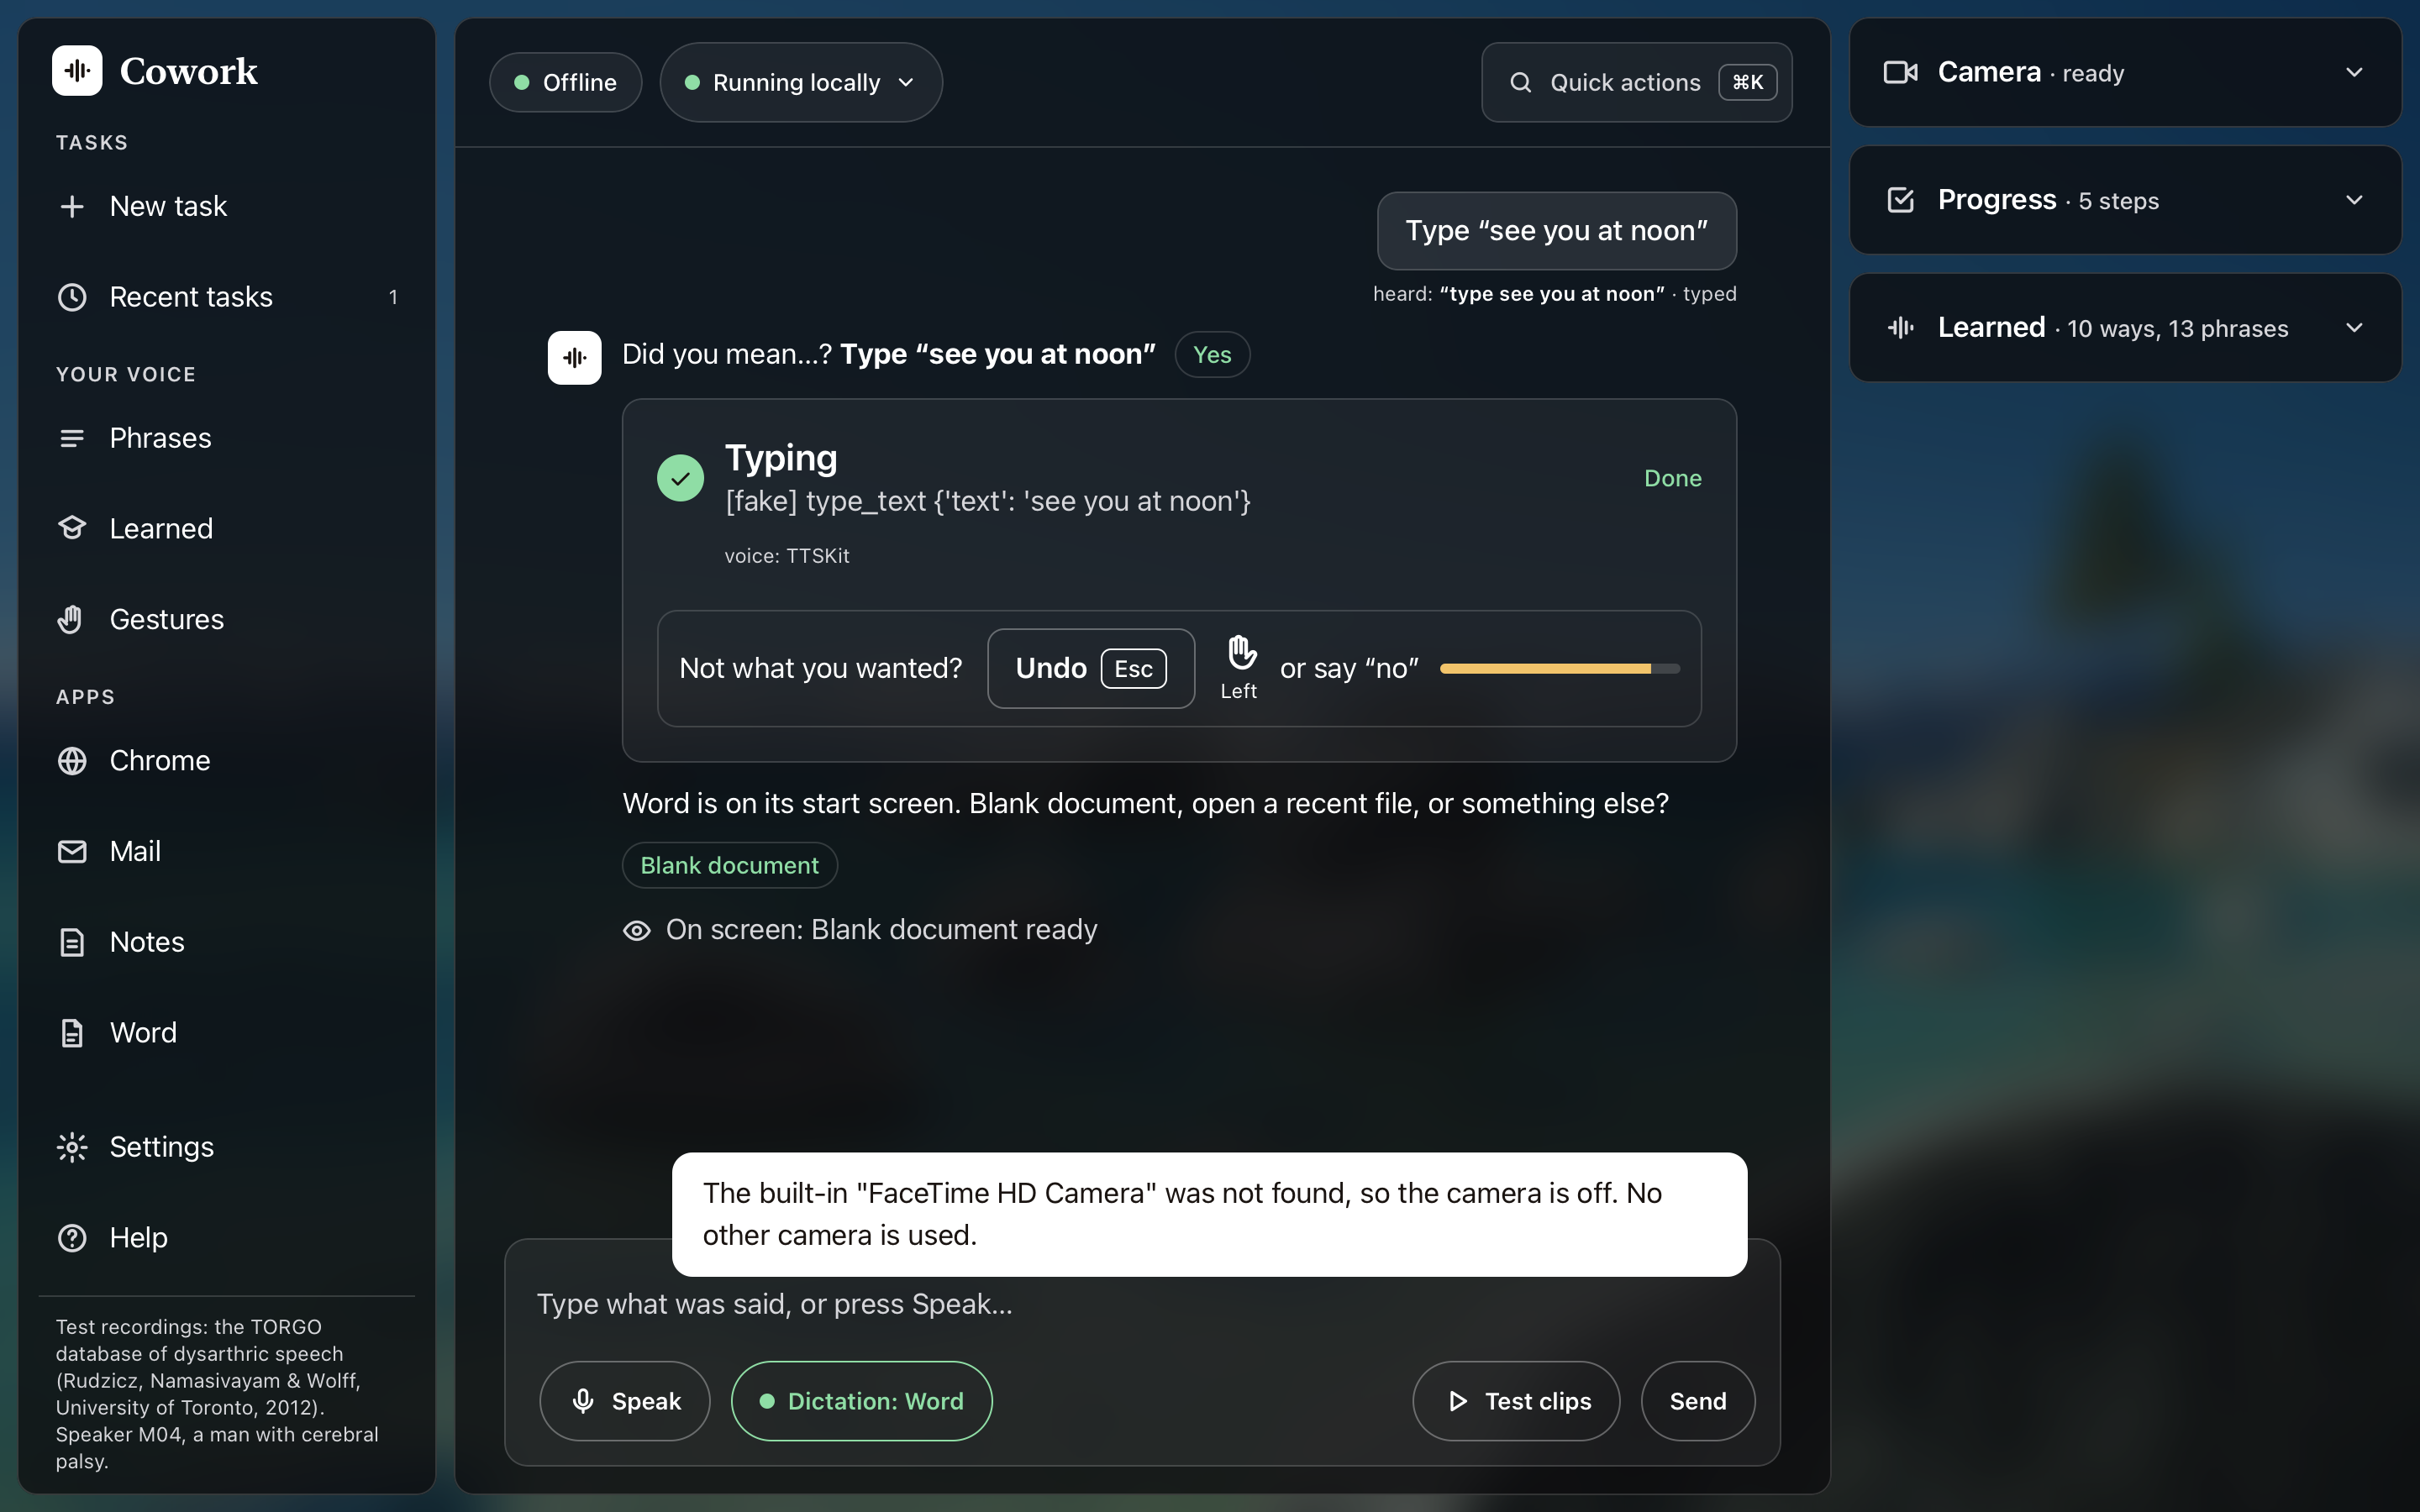 Cowork
TASKS
New task
Recent tasks 1
YOUR VOICE
Phrases
Learned
Gestures
APPS
Chrome
Mail
Notes
Word
Settings
Help
Test recordings: the TORGO
database of dysarthric speech
(Rudzicz, Namasivayam & Wolff,
University of Toronto, 2012).
Speaker M04, a man with cerebral
palsy.
Offline
Running locally
Quick actions ⌘K
Type “see you at noon”
heard: “type see you at noon” · typed
Did you mean...? Type “see you at noon” Yes
Typing
[fake] type_text {'text': 'see you at noon'}
Done
voice: TTSKit
Not what you wanted? Undo Esc Left or say “no”
Word is on its start screen. Blank document, open a recent file, or something else?
Blank document
On screen: Blank document ready
The built-in "FaceTime HD Camera" was not found, so the camera is off. No
other camera is used.
Type what was said, or press Speak...
Speak
Dictation: Word
Test clips
Send
Camera · ready
Progress · 5 steps
Learned · 10 ways, 13 phrases